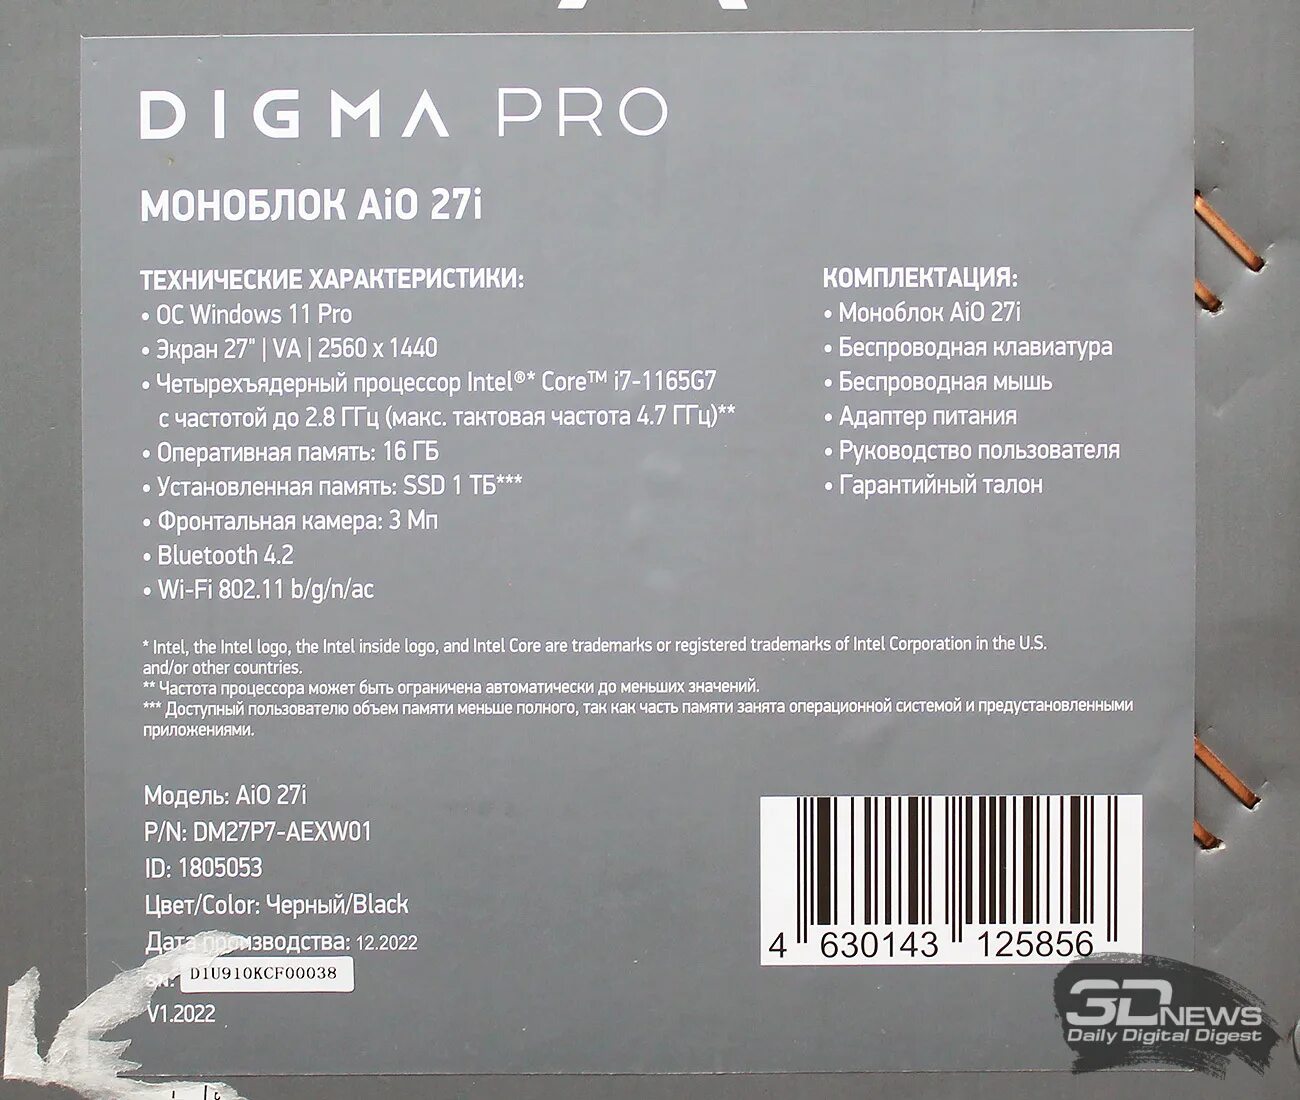 DIGMA PRO
МОНОБЛОК AiO 27i
ТЕХНИЧЕСКИЕ ХАРАКТЕРИСТИКИ:
• ОС Windows 11 Pro
• Экран 27" | VA | 2560 x 1440
• Четырехъядерный процессор Intel®* Core™ i7-1165G7
с частотой до 2.8 ГГц (макс. тактовая частота 4.7 ГГц)**
• Оперативная память: 16 ГБ
• Установленная память: SSD 1 ТБ***
• Фронтальная камера: 3 Мп
• Bluetooth 4.2
• Wi-Fi 802.11 b/g/n/ac
КОМПЛЕКТАЦИЯ:
• Моноблок AiO 27i
• Беспроводная клавиатура
• Беспроводная мышь
• Адаптер питания
• Руководство пользователя
• Гарантийный талон
* Intel, the Intel logo, the Intel inside logo, and Intel Core are trademarks or registered trademarks of Intel Corporation in the U.S.
and/or other countries.
** Частота процессора может быть ограничена автоматически до меньших значений.
*** Доступный пользователю объем памяти меньше полного, так как часть памяти занята операционной системой и предустановленными
приложениями.
Модель: AiO 27i
P/N: DM27P7-AEXW01
ID: 1805053
Цвет/Color: Черный/Black
Дата производства: 12.2022
SN: D1U910KCF00038
V1.2022
4 630143 125856
3DNEWS
Daily Digital Digest